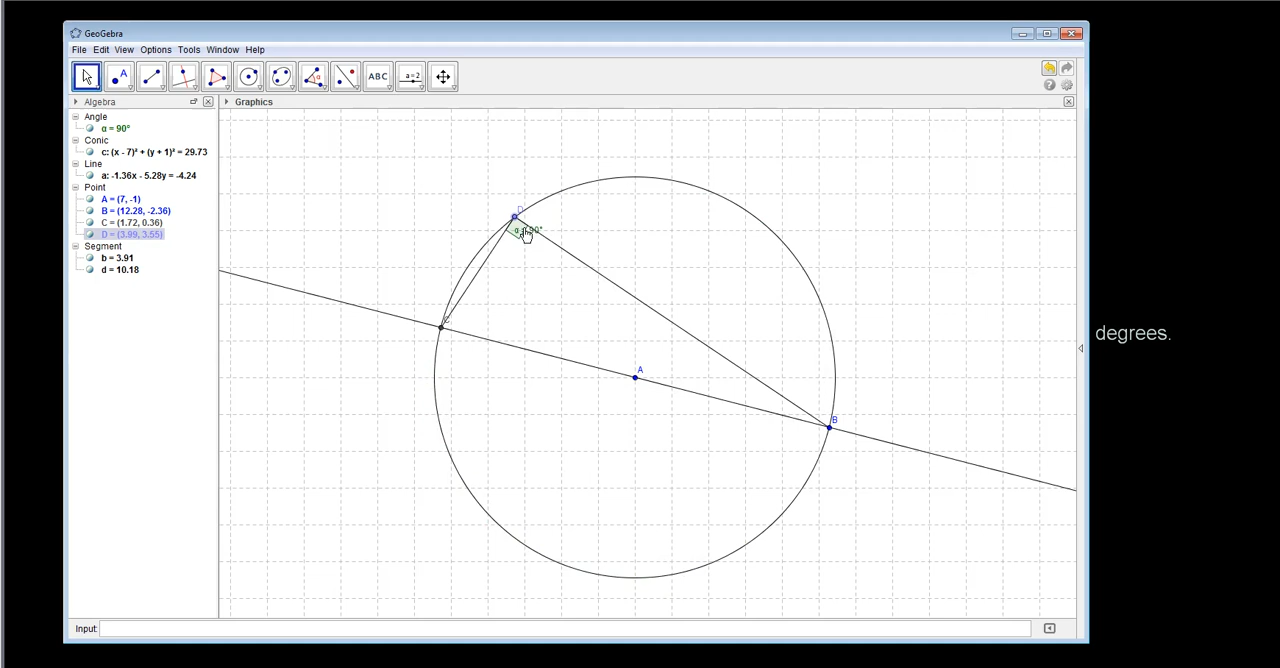 GeoGebra
File Edit View Options Tools Window Help
A α ABC a=2
Algebra
Graphics
Angle
α = 90°
Conic
c: (x - 7)² + (y + 1)² = 29.73
Line
a: -1.36x - 5.28y = -4.24
Point
A = (7, -1)
B = (12.28, -2.36)
C = (1.72, 0.36)
D = (3.99, 3.55)
Segment
b = 3.91
d = 10.18
D
α = 90°
C
A
B
degrees.
Input: